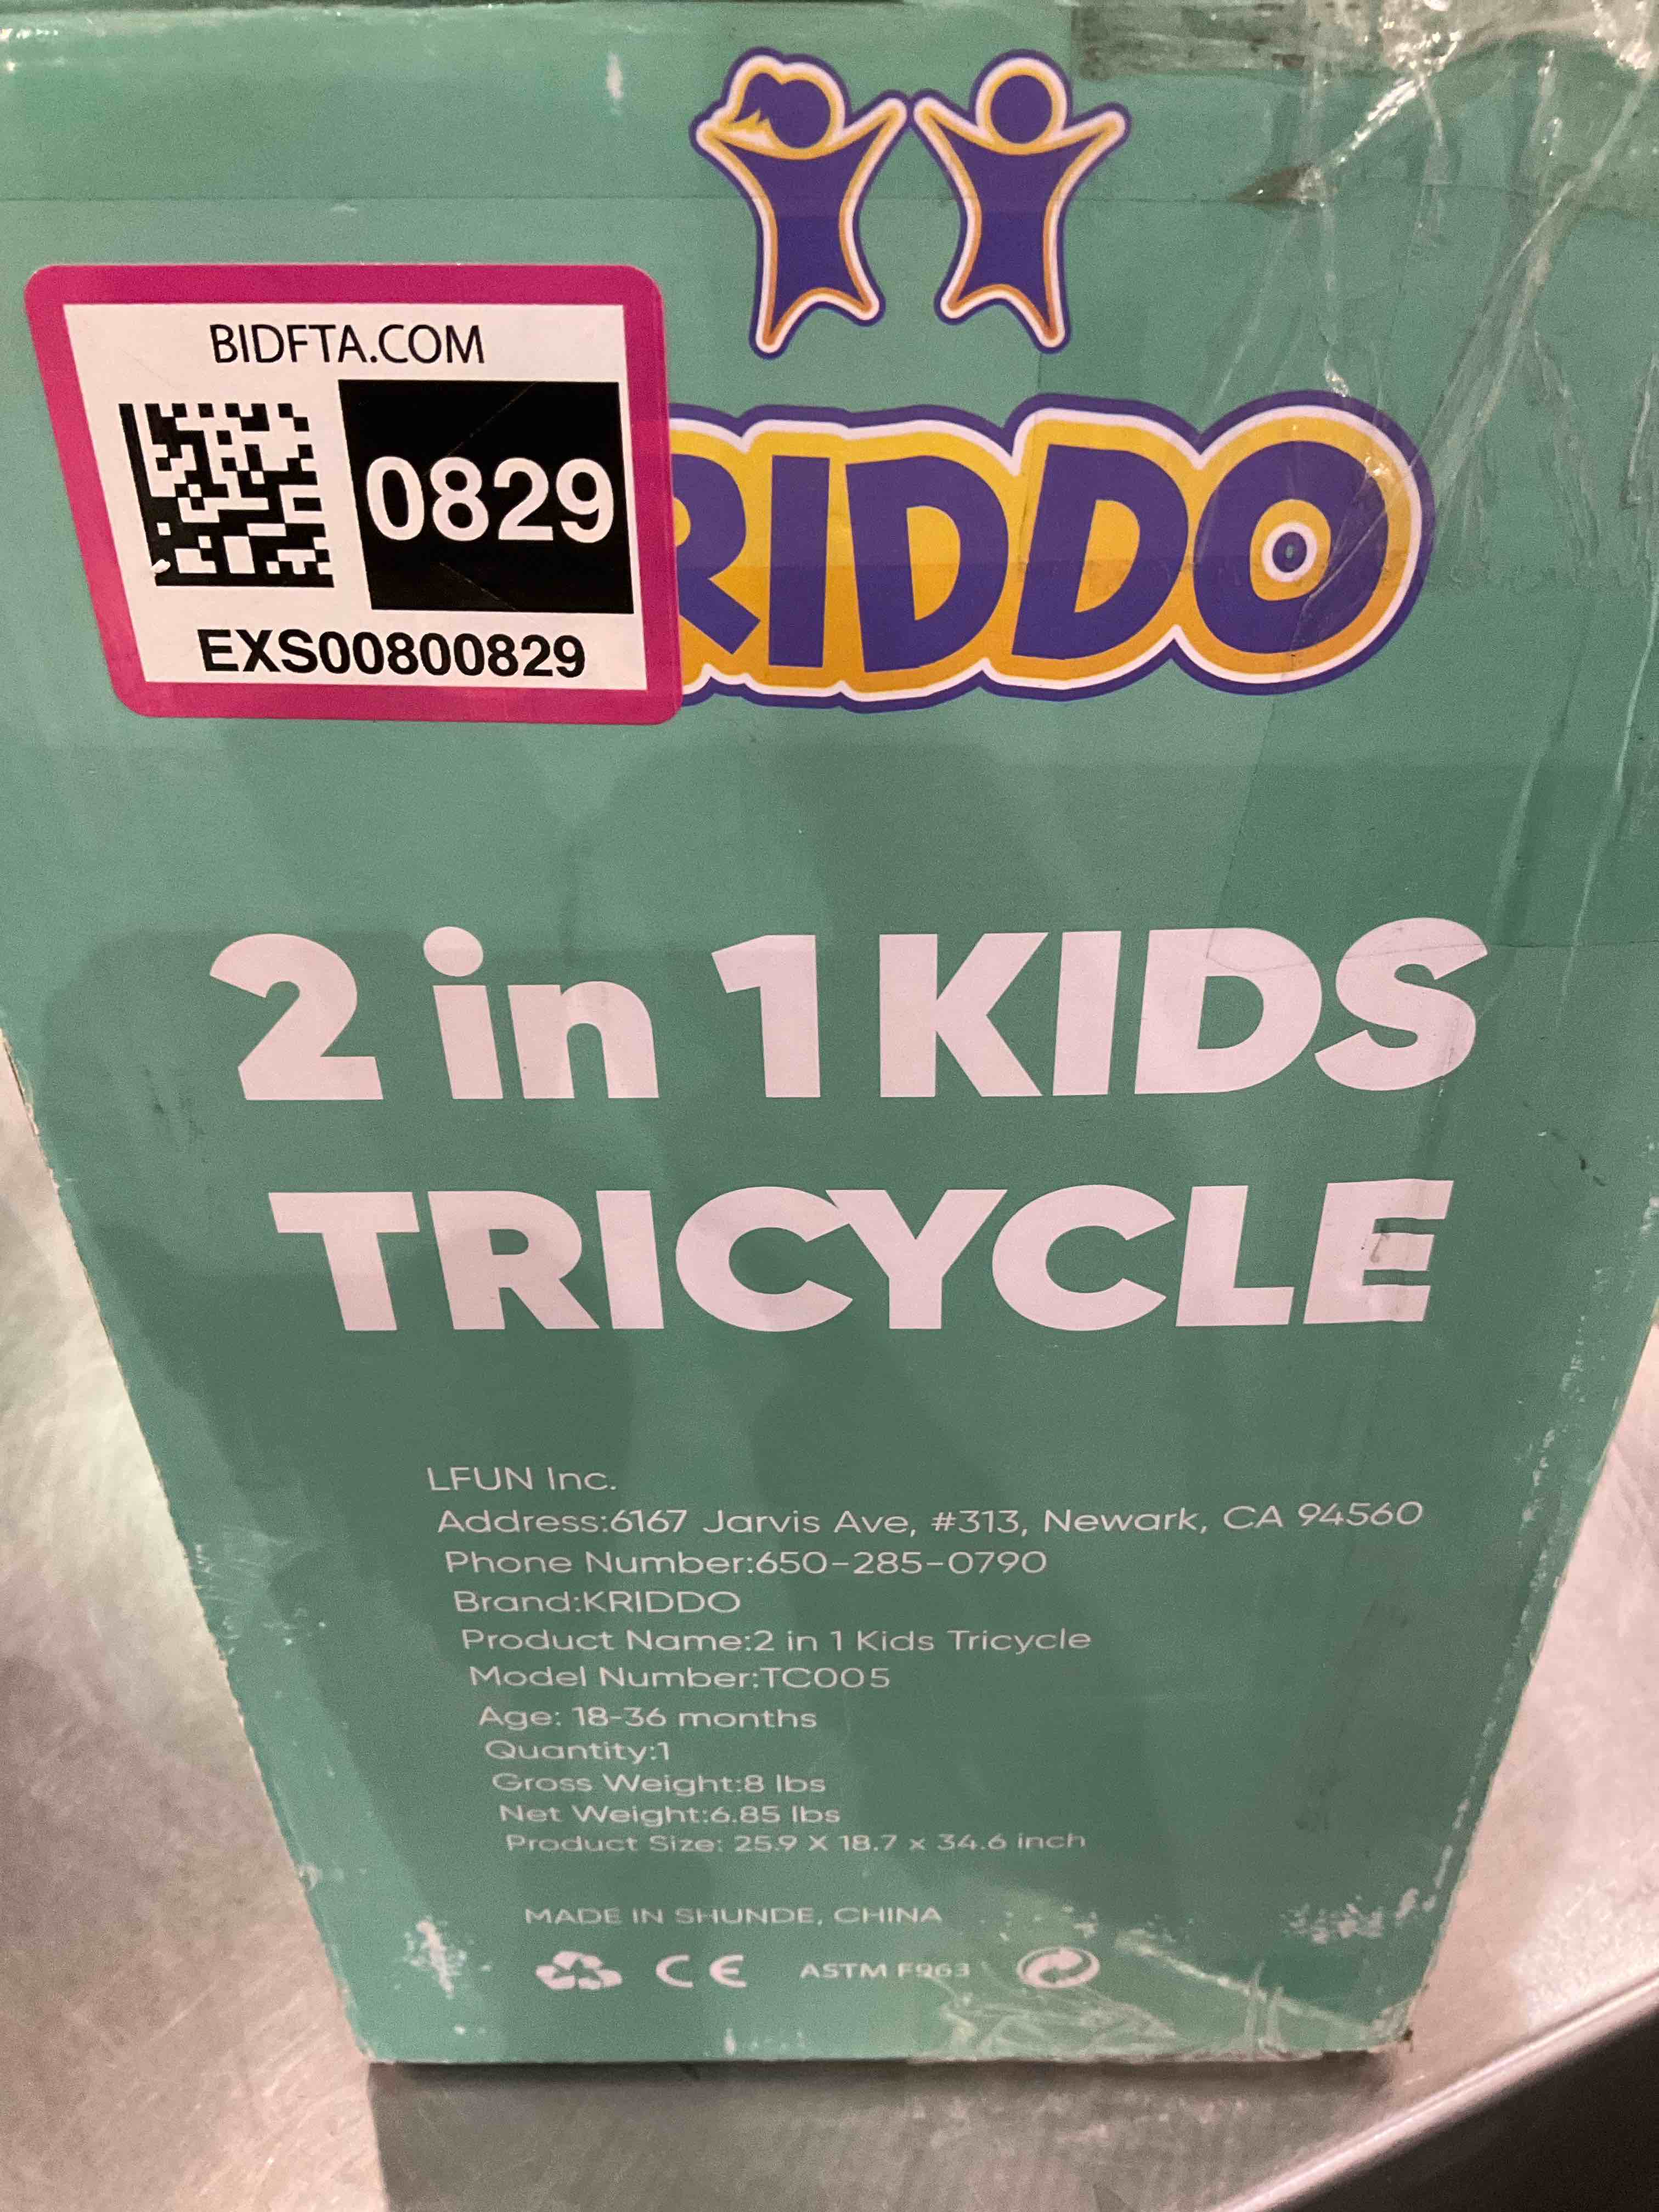 BIDFTA.COM
0829
EXS00800829
RIDDO
2 in 1 KIDS
TRICYCLE
LFUN Inc.
Address:6167 Jarvis Ave, #313, Newark, CA 94560
Phone Number:650-285-0790
Brand:KRIDDO
Product Name:2 in 1 Kids Tricycle
Model Number:TC005
Age: 18-36 months
Quantity:1
Gross Weight:8 lbs
Net Weight:6.85 lbs
Product Size: 25.9 X 18.7 x 34.6 inch
MADE IN SHUNDE, CHINA
CE ASTM F963